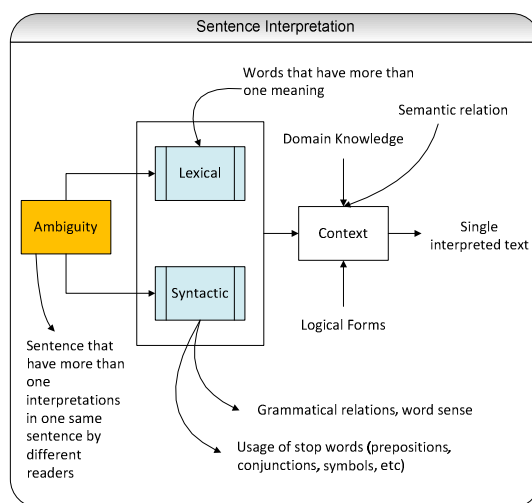 Sentence Interpretation
Words that have more than
one meaning
Semantic relation
Domain Knowledge
Lexical
Ambiguity
Context
Single
interpreted text
Syntactic
Logical Forms
Sentence that
have more than
one
interpretations
in one same
sentence by
different
readers
Grammatical relations, word sense
Usage of stop words (prepositions,
conjunctions, symbols, etc)